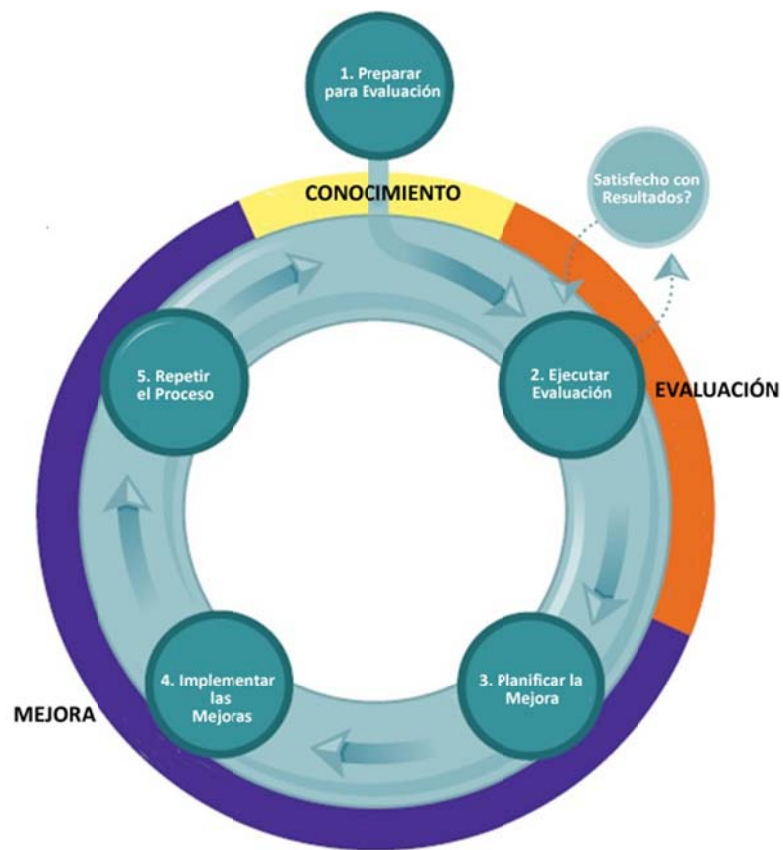 1. Preparar
para Evaluación
CONOCIMIENTO
Satisfecho con
Resultados?
2. Ejecutar
Evaluación
EVALUACIÓN
3. Planificar la
Mejora
4. Implementar
las
Mejoras
MEJORA
5. Repetir
el Proceso